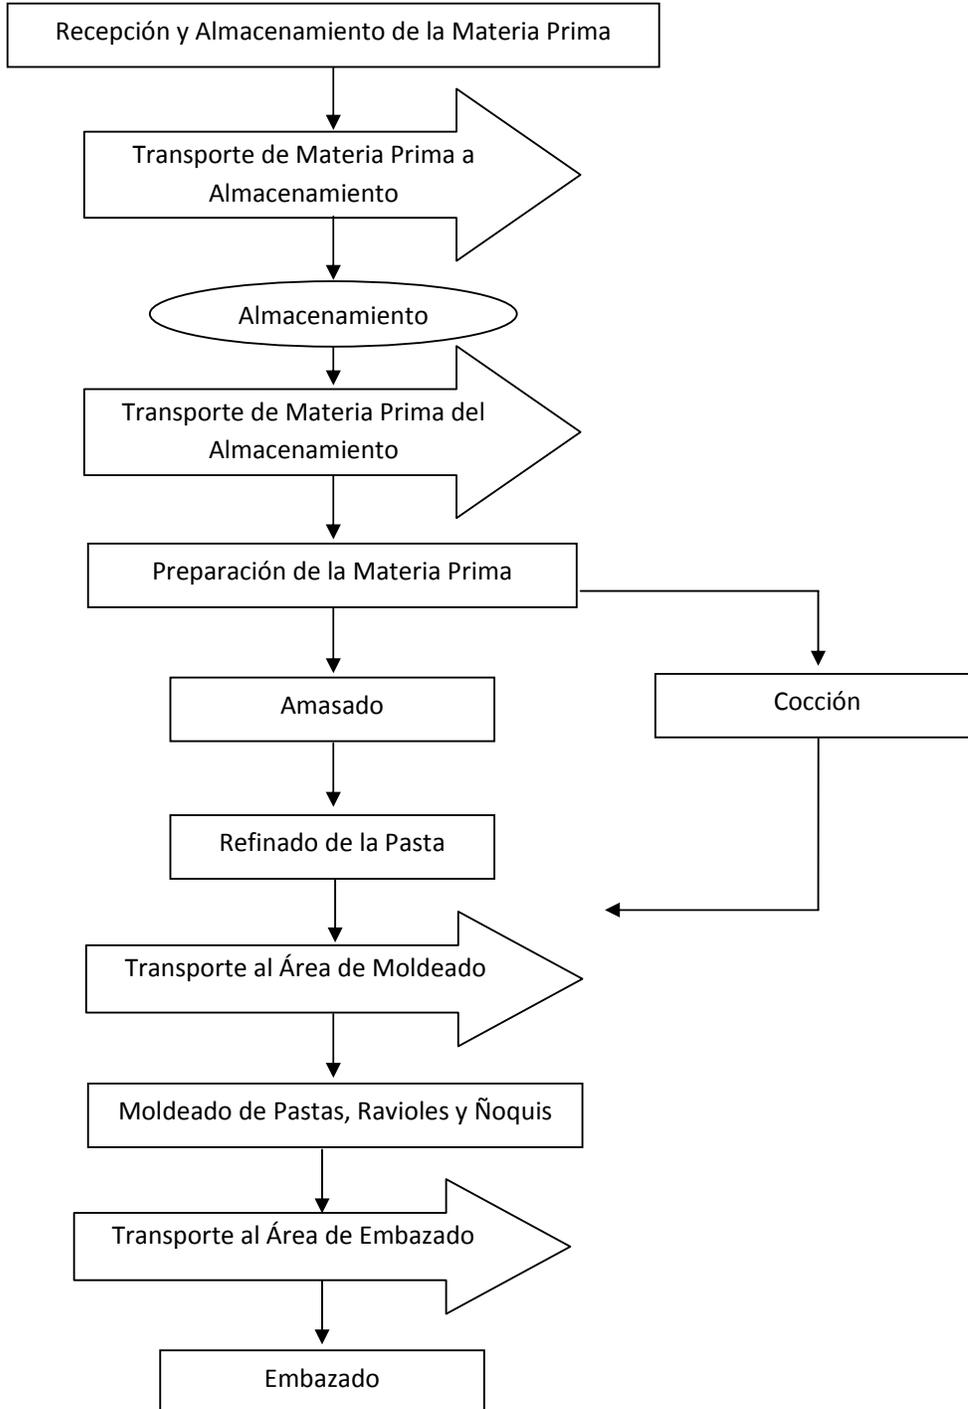 Recepción y Almacenamiento de la Materia Prima
Transporte de Materia Prima a
Almacenamiento
Almacenamiento
Transporte de Materia Prima del
Almacenamiento
Preparación de la Materia Prima
Amasado
Cocción
Refinado de la Pasta
Transporte al Área de Moldeado
Moldeado de Pastas, Ravioles y Ñoquis
Transporte al Área de Embazado
Embazado